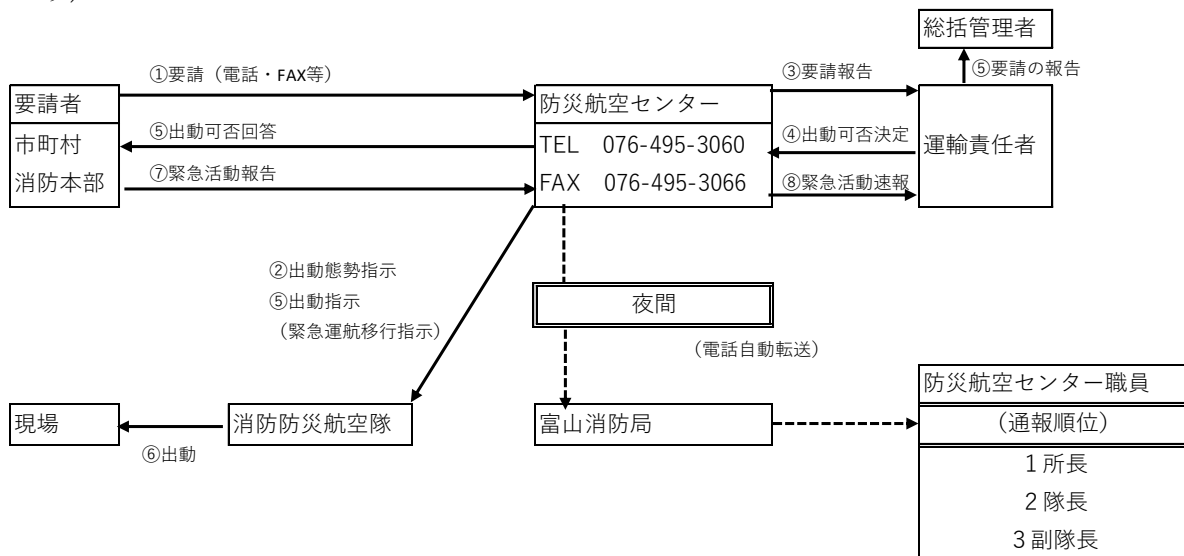 総括管理者
①要請（電話・FAX等）
③要請報告
⑤要請の報告
要請者
防災航空センター
市町村
⑤出動可否回答
TEL 076-495-3060
④出動可否決定
運輸責任者
消防本部
⑦緊急活動報告
FAX 076-495-3066
⑧緊急活動速報
②出動態勢指示
⑤出動指示
（緊急運航移行指示）
夜間
（電話自動転送）
防災航空センター職員
現場
消防防災航空隊
富山消防局
（通報順位）
⑥出動
１所長
２隊長
３副隊長